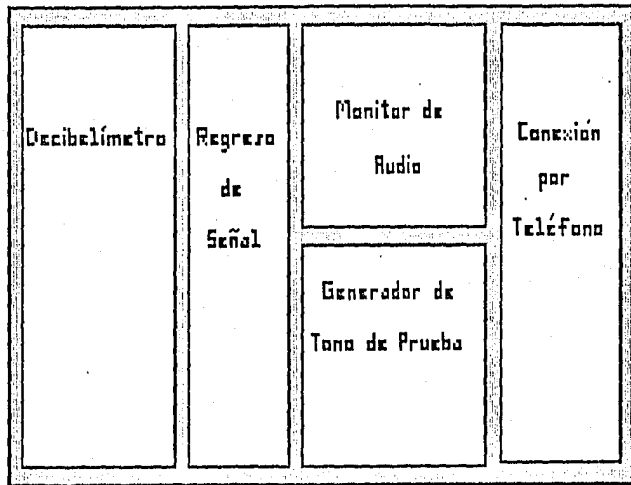 Decibelímetro
Regreso
de
Señal
Monitor de
Audio
Generador de
Tono de Prueba
Conexión
por
Teléfono